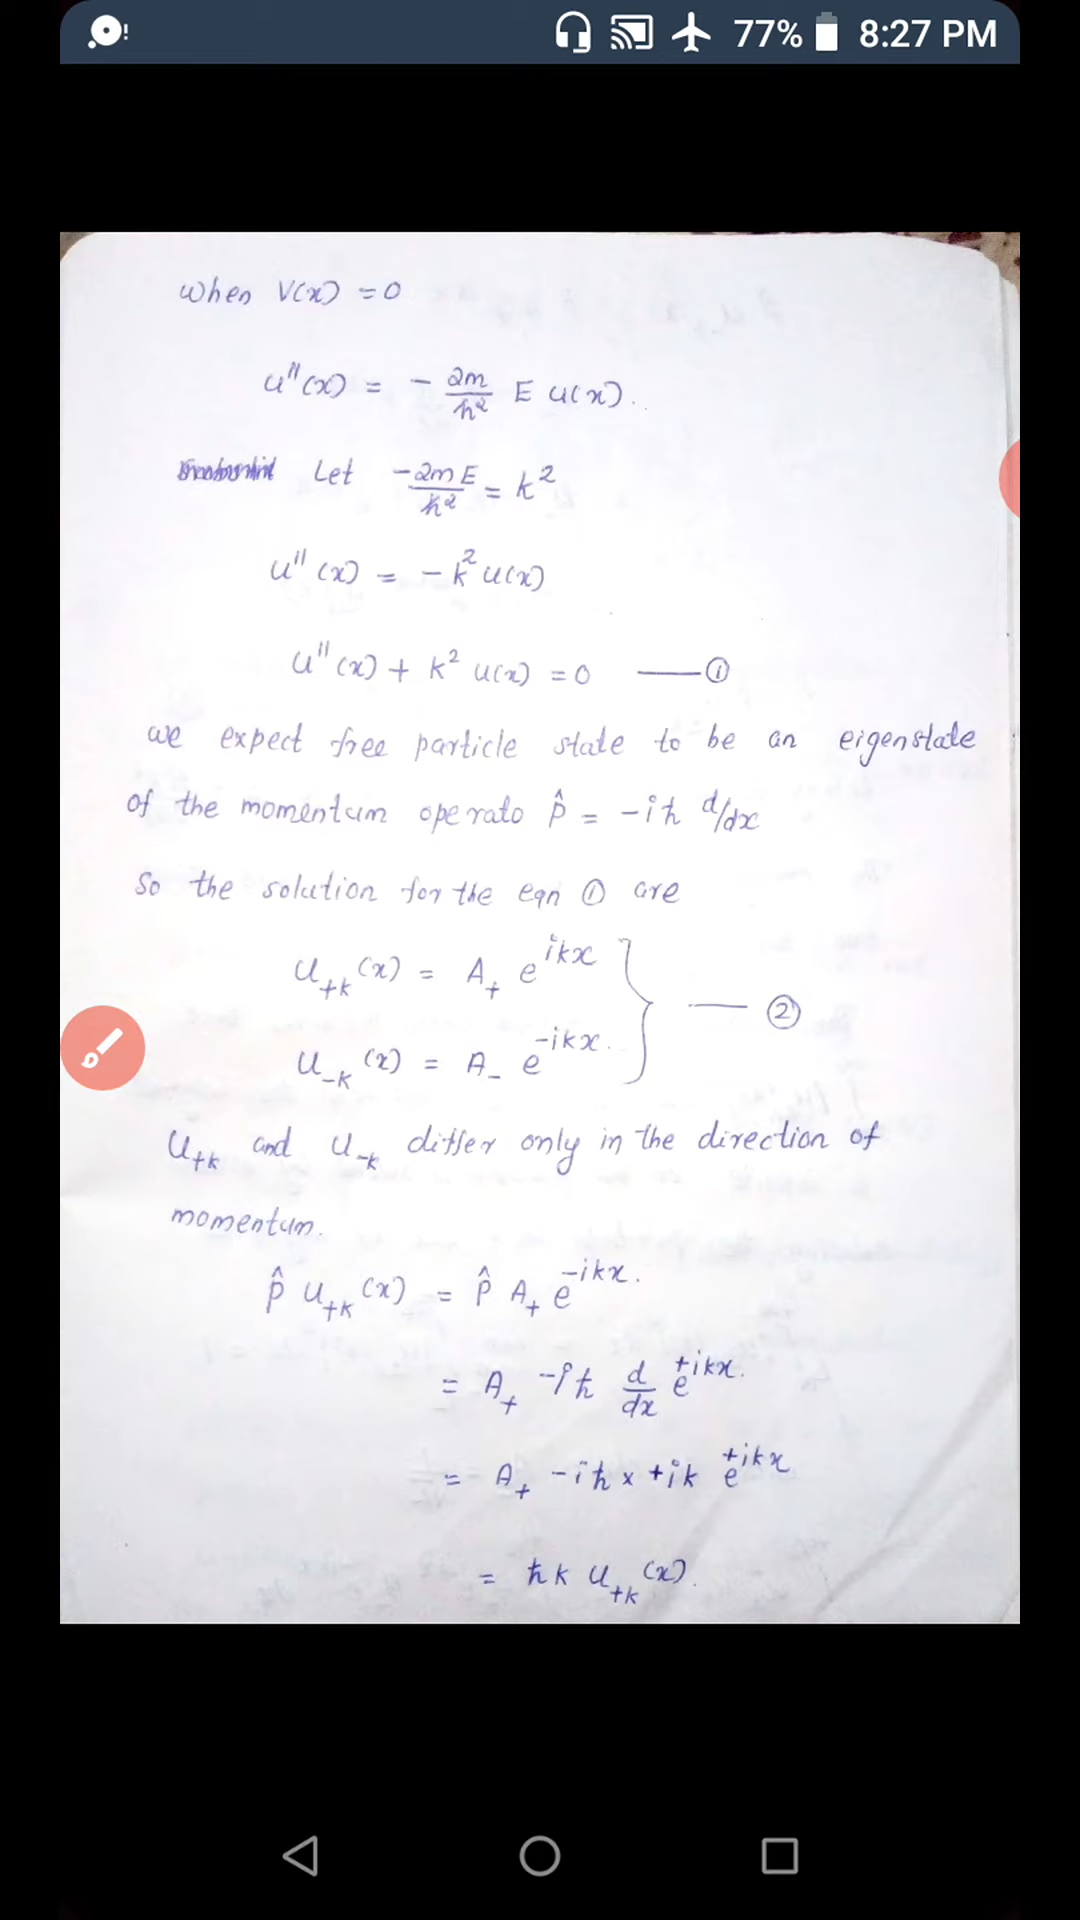 77% 8:27 PM
When V(x) = 0
u''(x) = - 2m/ħ² E u(x).
Let -2mE/ħ² = k²
u''(x) = -k² u(x)
u''(x) + k² u(x) = 0 —— ①
we expect free particle state to be an eigenstate
of the momentum operato p̂ = -iħ d/dx
So the solution for the eqn ① are
U₊ₖ(x) = A₊ e^{ikx}
U₋ₖ(x) = A₋ e^{-ikx}. —— ②
U₊ₖ and U₋ₖ differ only in the direction of
momentum.
p̂ U₊ₖ(x) = p̂ A₊ e^{-ikx}.
= A₊ -iħ d/dx e^{+ikx}.
= A₊ -iħ x +ik e^{+ikx}
= ħk U₊ₖ(x).